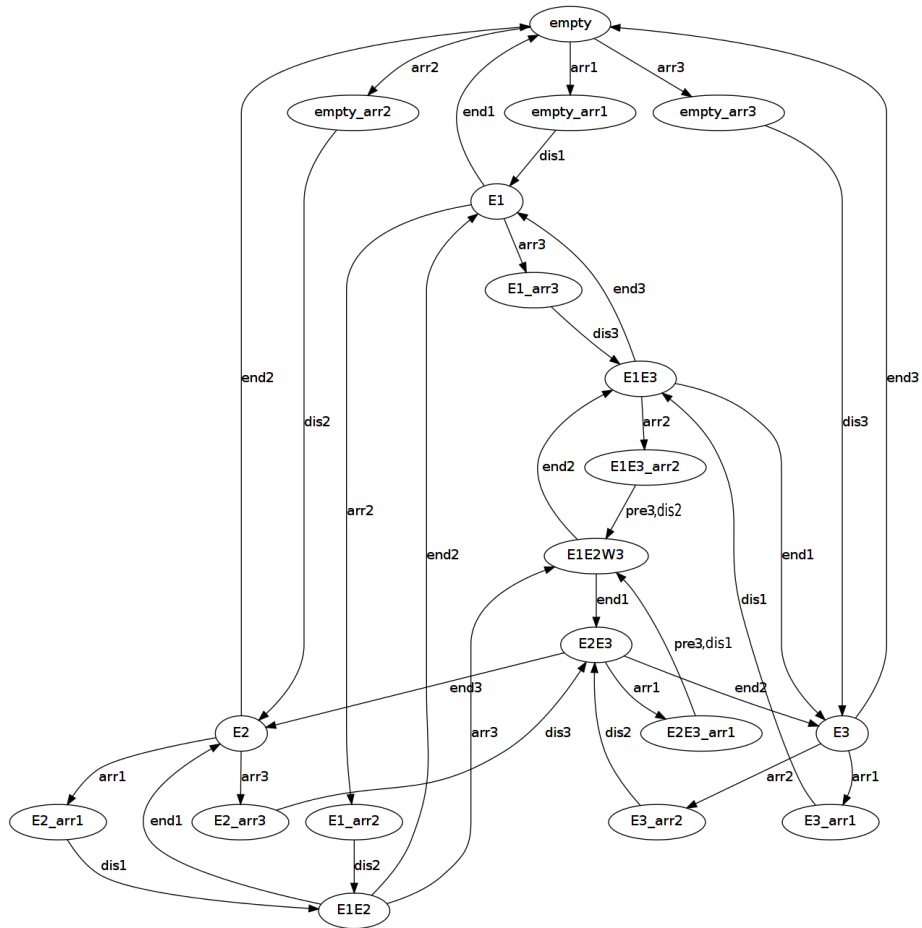 empty
arr2
arr1
arr3
empty_arr2
end1
empty_arr1
empty_arr3
dis1
E1
arr3
E1_arr3
end3
dis3
end2
E1E3
end3
dis2
arr2
dis3
end2
E1E3_arr2
arr2
pre3,dis2
end2
E1E2W3
end1
end1
dis1
E2E3
pre3,dis1
end3
arr1
end2
E2
arr3
dis3
dis2
E2E3_arr1
E3
arr1
arr3
arr2
arr1
E2_arr1
end1
E2_arr3
E1_arr2
E3_arr2
E3_arr1
dis1
dis2
E1E2